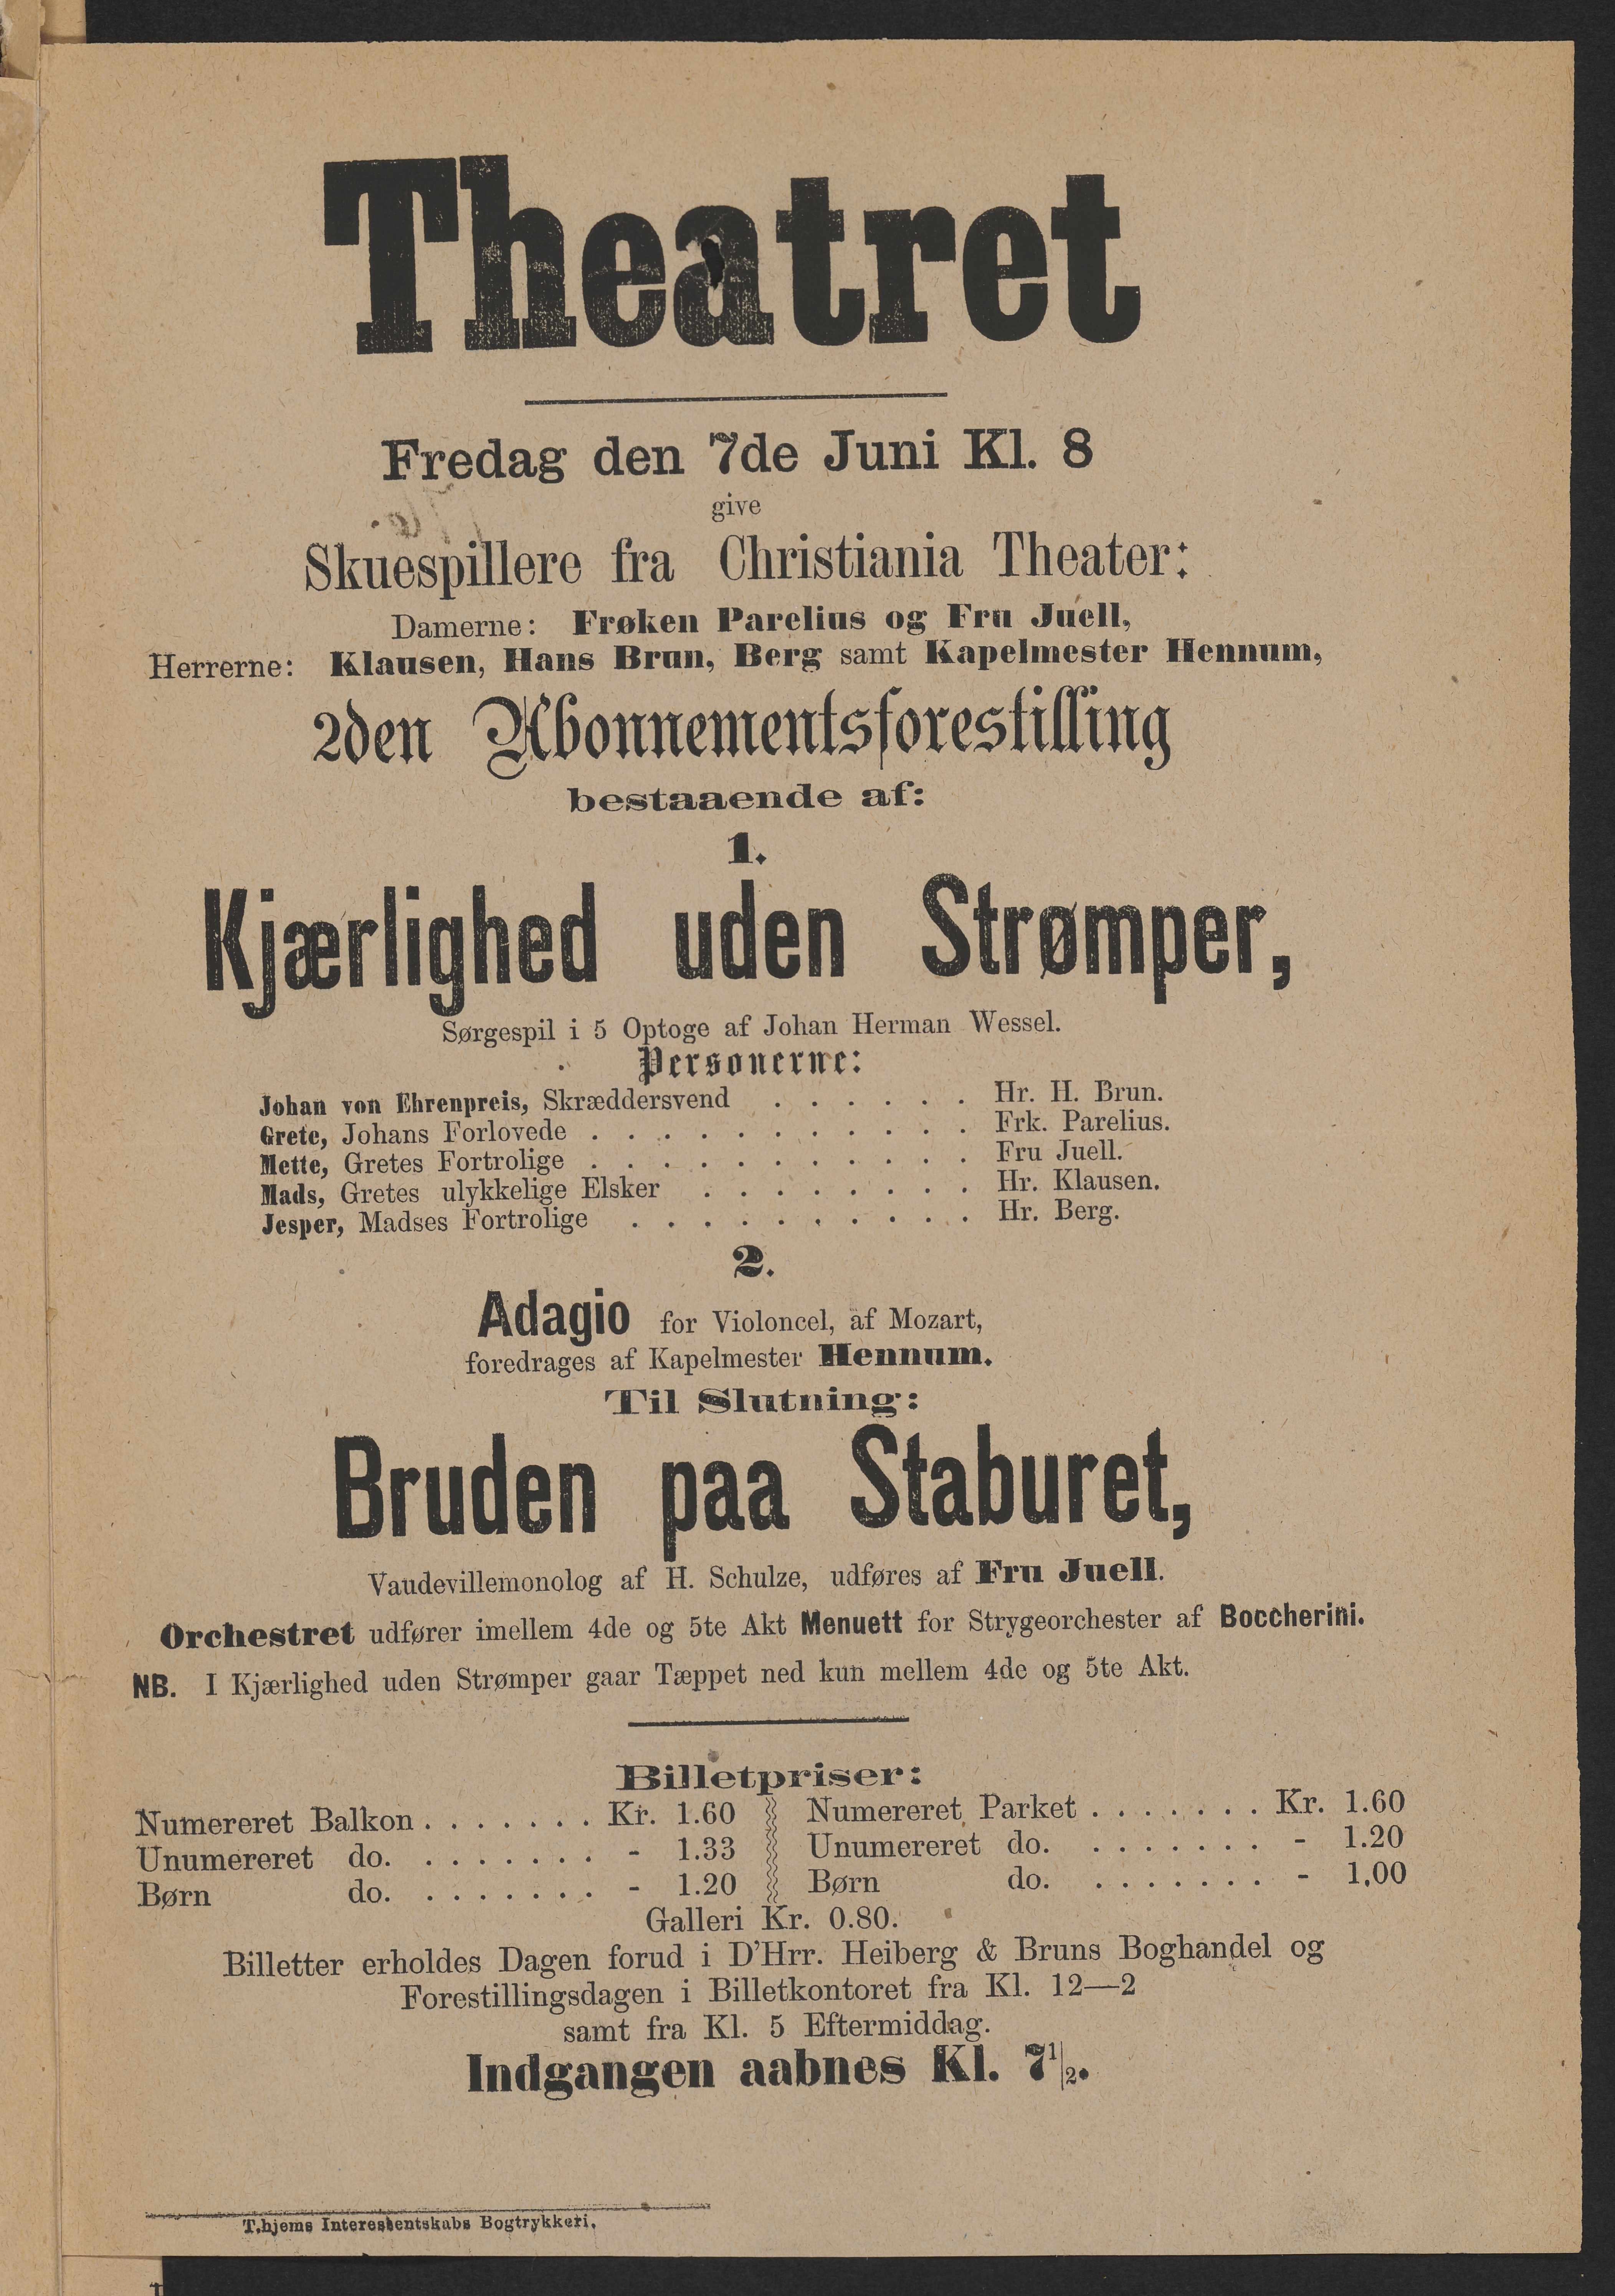 Theatret
Fredag den 7de Juni Kl. 8
give
Skuespillere fra Christiania Theater:
Damerne: Frøken Parelius og Fru Juell,
Herrerne: Klausen, Hans Brun, Berg samt Kapelmester Hennum,
2den Abonnementsforestilling
bestaaende af:
1.
Kjærlighed uden Strømper,
Sørgespil i 5 Optoge af Johan Herman Wessel.
Personerne:
Johan von Ehrenpreis, Skræddersvend . . . . . . Hr. H. Brun.
Grete, Johans Forlovede . . . . . . . . . . . Frk. Parelius.
Mette, Gretes Fortrolige . . . . . . . . . . . Fru Juell.
Mads, Gretes ulykkelige Elsker . . . . . . . . Hr. Klausen.
Jesper, Madses Fortrolige . . . . . . . . . . Hr. Berg.
2.
Adagio for Violoncel, af Mozart,
foredrages af Kapelmester Hennum.
Til Slutning:
Bruden paa Staburet,
Vaudevillemonolog af H. Schulze, udføres af Fru Juell.
Orchestret udfører imellem 4de og 5te Akt Menuett for Strygeorchester af Boccherini.
NB. I Kjærlighed uden Strømper gaar Tæppet ned kun mellem 4de og 5te Akt.
Billetpriser:
Numereret Balkon . . . . . . . Kr. 1.60 Numereret Parket . . . . . . . Kr. 1.60
Unumereret do. . . . . . . . - 1.33 Unumereret do. . . . . . . . - 1.20
Børn do. . . . . . . . - 1.20 Børn do. . . . . . . . - 1,00
Galleri Kr. 0.80.
Billetter erholdes Dagen forud i D'Hrr. Heiberg & Bruns Boghandel og
Forestillingsdagen i Billetkontoret fra Kl. 12—2
samt fra Kl. 5 Eftermiddag.
Indgangen aabnes Kl. 7 1/2.
T.hjems Interessentskabs Bogtrykkeri.